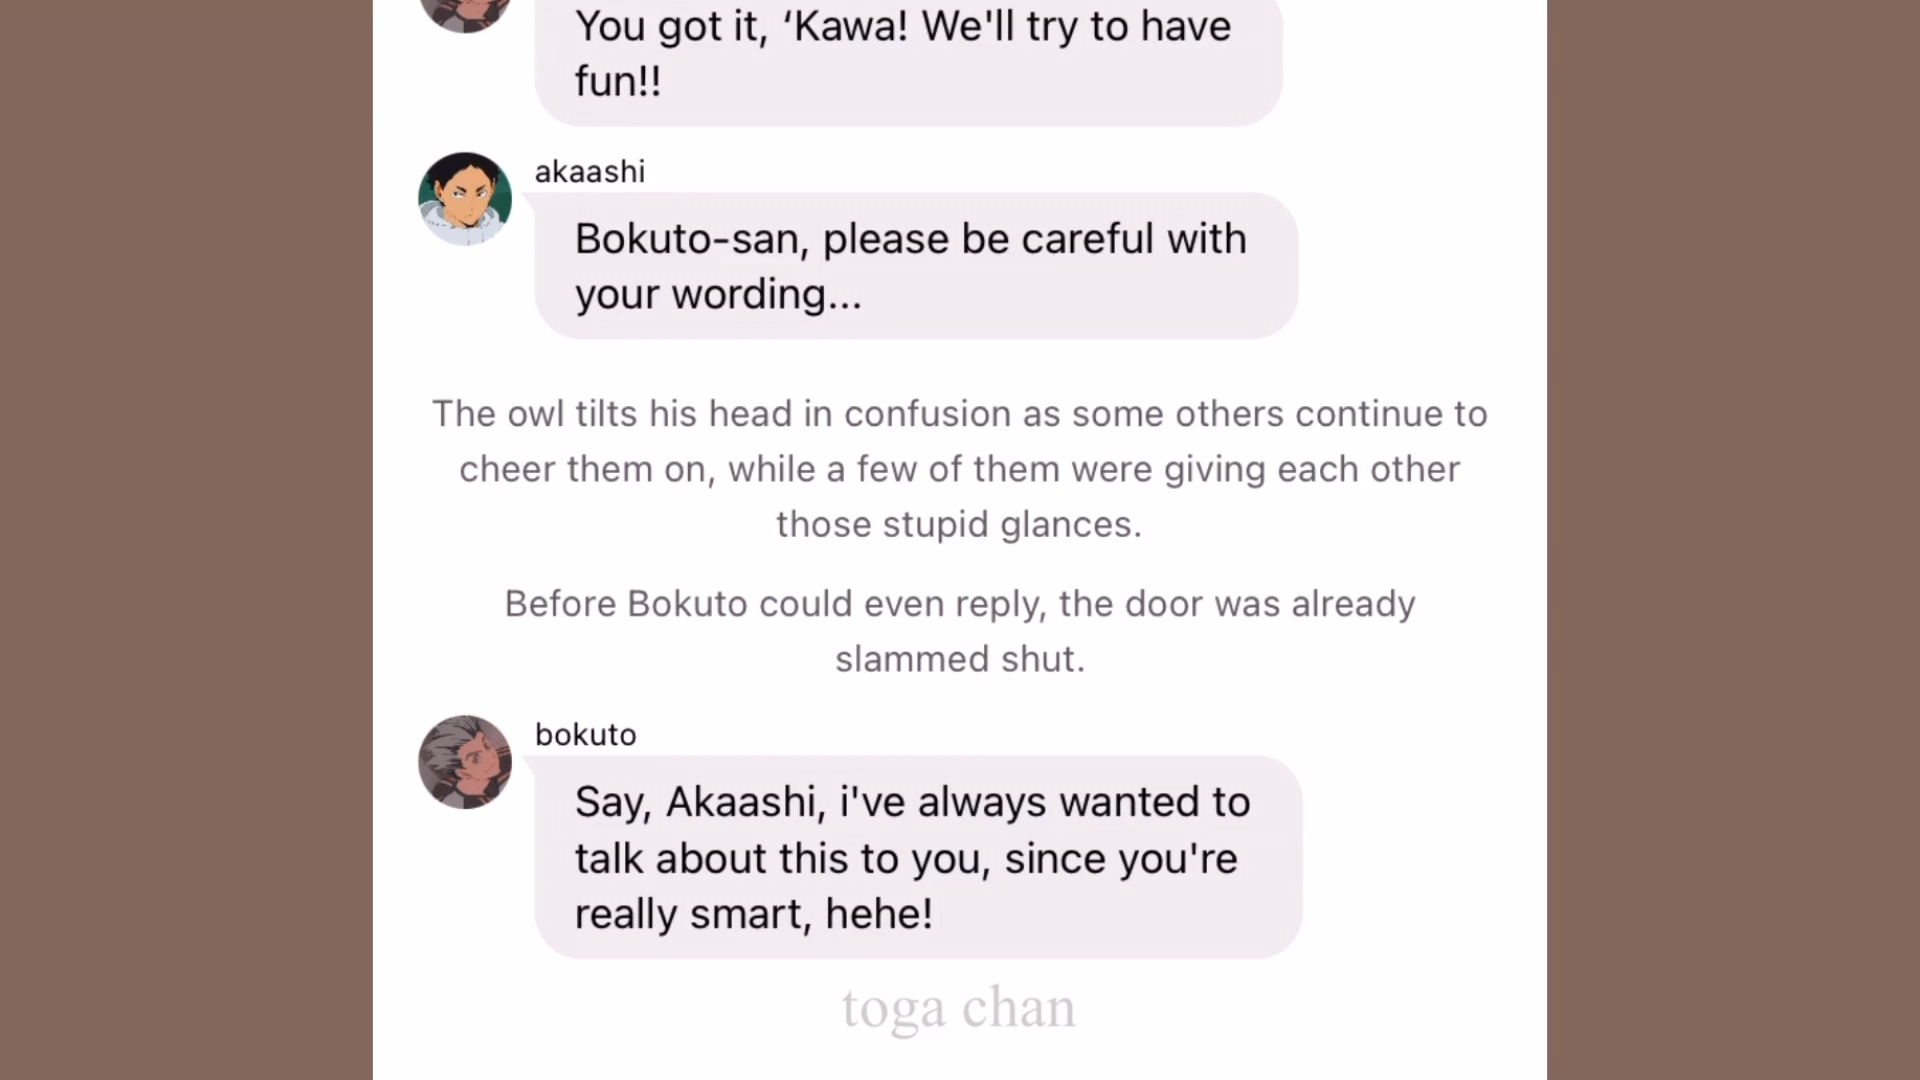 You got it, ‘Kawa! We'll try to have
fun!!
akaashi
Bokuto-san, please be careful with
your wording...
The owl tilts his head in confusion as some others continue to
cheer them on, while a few of them were giving each other
those stupid glances.
Before Bokuto could even reply, the door was already
slammed shut.
bokuto
Say, Akaashi, i've always wanted to
talk about this to you, since you're
really smart, hehe!
toga chan